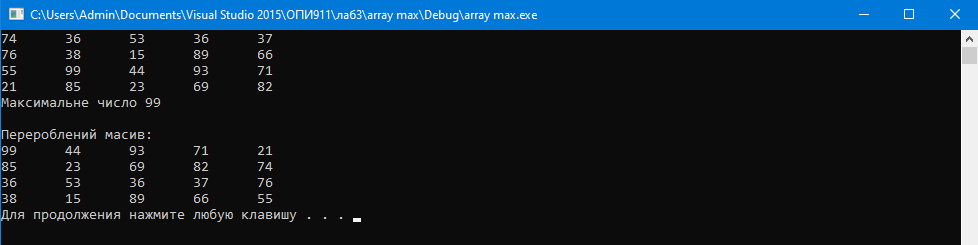 C:\Users\Admin\Documents\Visual Studio 2015\ОПИ911\лаб3\array max\Debug\array max.exe
74 36 53 36 37
76 38 15 89 66
55 99 44 93 71
21 85 23 69 82
Максимальне число 99
Перероблений масив:
99 44 93 71 21
85 23 69 82 74
36 53 36 37 76
38 15 89 66 55
Для продолжения нажмите любую клавишу . . .